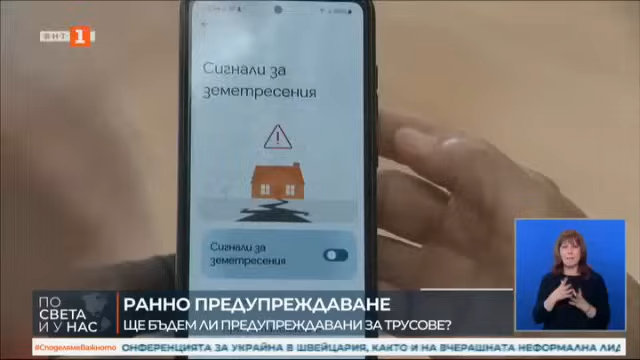 БНТ 1
Сигнали за
земетресения
Сигнали за
земетресения
ПО
СВЕТА
И У НАС
РАННО ПРЕДУПРЕЖДАВАНЕ
ЩЕ БЪДЕМ ЛИ ПРЕДУПРЕЖДАВАНИ ЗА ТРУСОВЕ?
#СподелямеВажното
ОНФЕРЕНЦИЯТА ЗА УКРАЙНА В ШВЕЙЦАРИЯ, КАКТО И НА ВЧЕРАШНАТА НЕФОРМАЛНА ЛИД